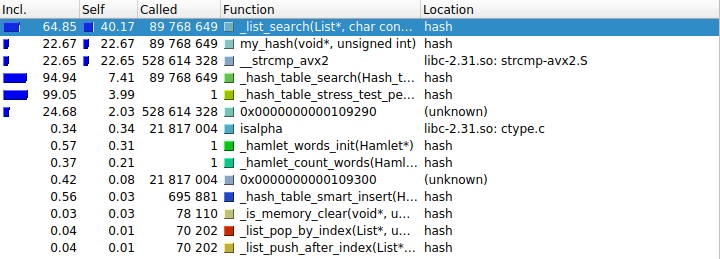 Incl. Self Called Function Location
64.85 40.17 89 768 649 _list_search(List*, char con... hash
22.67 22.67 89 768 649 my_hash(void*, unsigned int) hash
22.65 22.65 528 614 328 __strcmp_avx2 libc-2.31.so: strcmp-avx2.S
94.94 7.41 89 768 649 _hash_table_search(Hash_t... hash
99.05 3.99 1 _hash_table_stress_test_pe... hash
24.68 2.03 528 614 328 0x0000000000109290 (unknown)
0.34 0.34 21 817 004 isalpha libc-2.31.so: ctype.c
0.57 0.31 1 _hamlet_words_init(Hamlet*) hash
0.37 0.21 1 _hamlet_count_words(Haml... hash
0.42 0.08 21 817 004 0x0000000000109300 (unknown)
0.56 0.03 695 881 _hash_table_smart_insert(H... hash
0.03 0.03 78 110 _is_memory_clear(void*, u... hash
0.04 0.01 70 202 _list_pop_by_index(List*, u... hash
0.04 0.01 70 202 _list_push_after_index(List*... hash